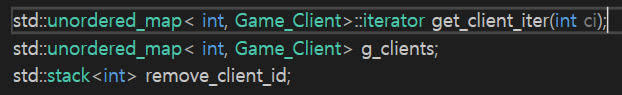 std::unordered_map< int, Game_Client>::iterator get_client_iter(int ci);
std::unordered_map< int, Game_Client> g_clients;
std::stack<int> remove_client_id;